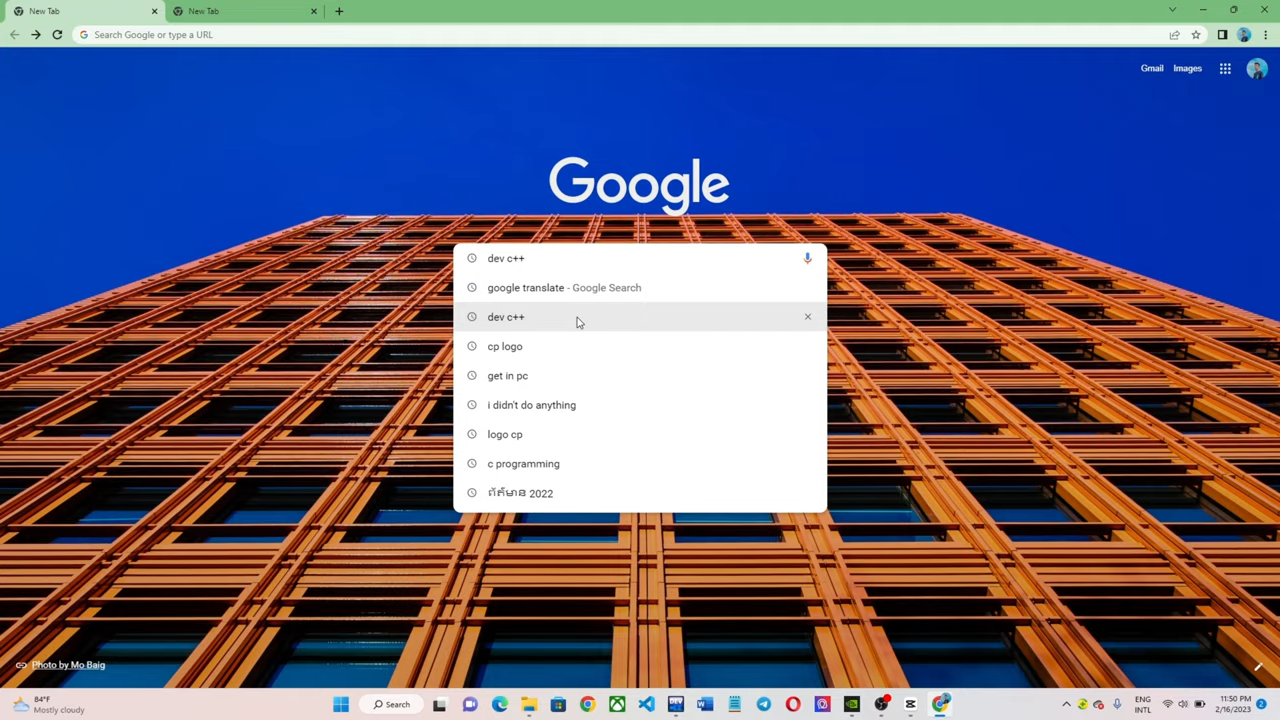 New Tab
New Tab
Search Google or type a URL
Gmail Images
Google
dev c++
google translate - Google Search
dev c++
cp logo
get in pc
i didn't do anything
logo cp
c programming
ព័ត៌មាន 2022
Photo by Mo Baig
84°F
Mostly cloudy
Search
DEV
ENG
INTL
11:50 PM
2/16/2023
2